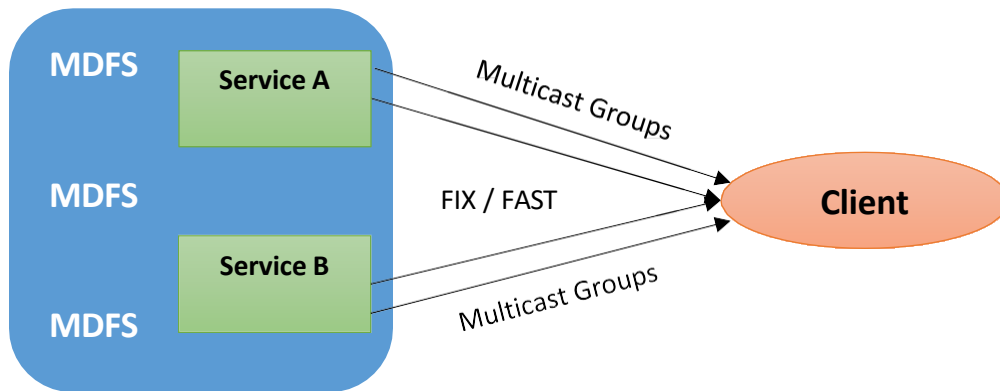 MDFS
Service A
Multicast Groups
MDFS
FIX / FAST
Client
Service B
Multicast Groups
MDFS